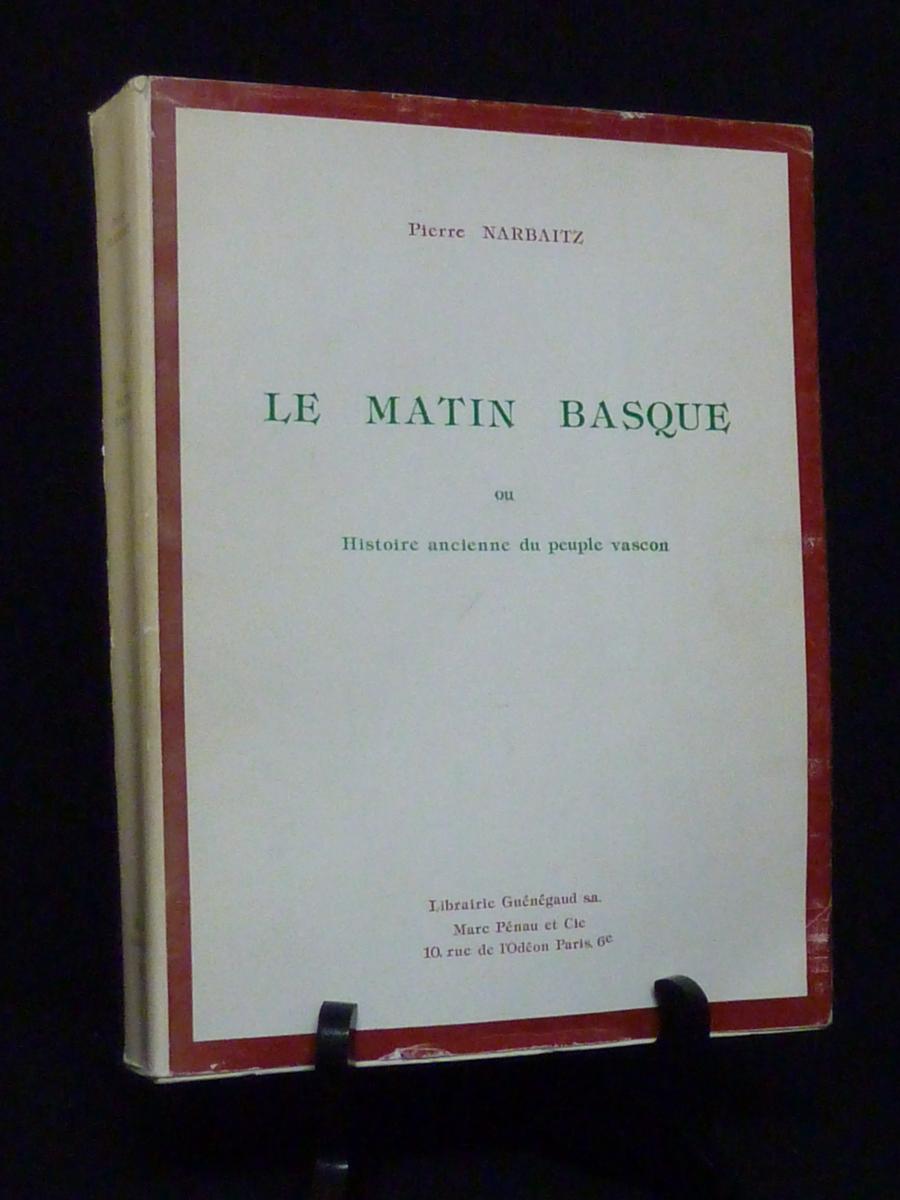 Pierre NARBAITZ
LE MATIN BASQUE
ou
Histoire ancienne du peuple vascon
Librairie Guénégaud sa.
Marc Pénau et Cie
10, rue de l'Odéon Paris, 6e